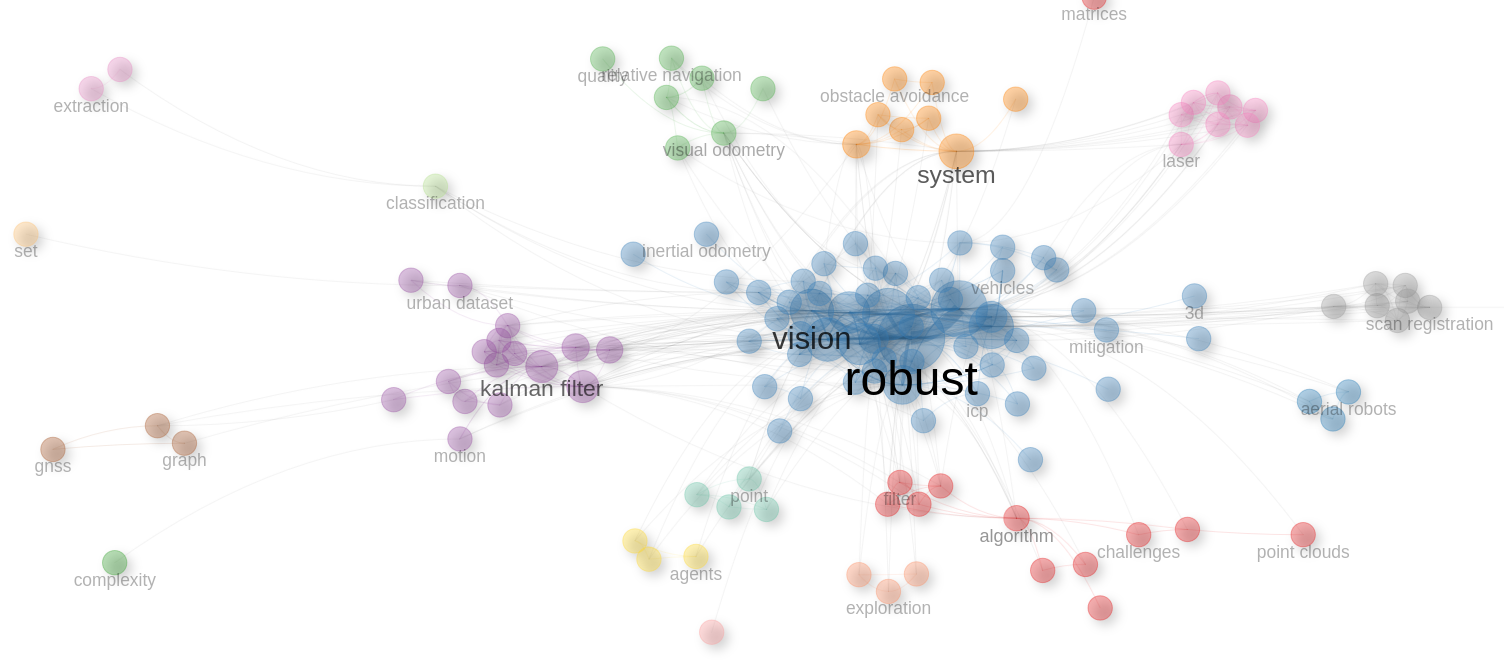 matrices
extraction
quality
relative navigation
obstacle avoidance
visual odometry
laser
system
classification
set
inertial odometry
vehicles
urban dataset
3d
scan registration
vision
mitigation
robust
kalman filter
icp
aerial robots
motion
graph
gnss
point
filter
algorithm
challenges
point clouds
agents
complexity
exploration